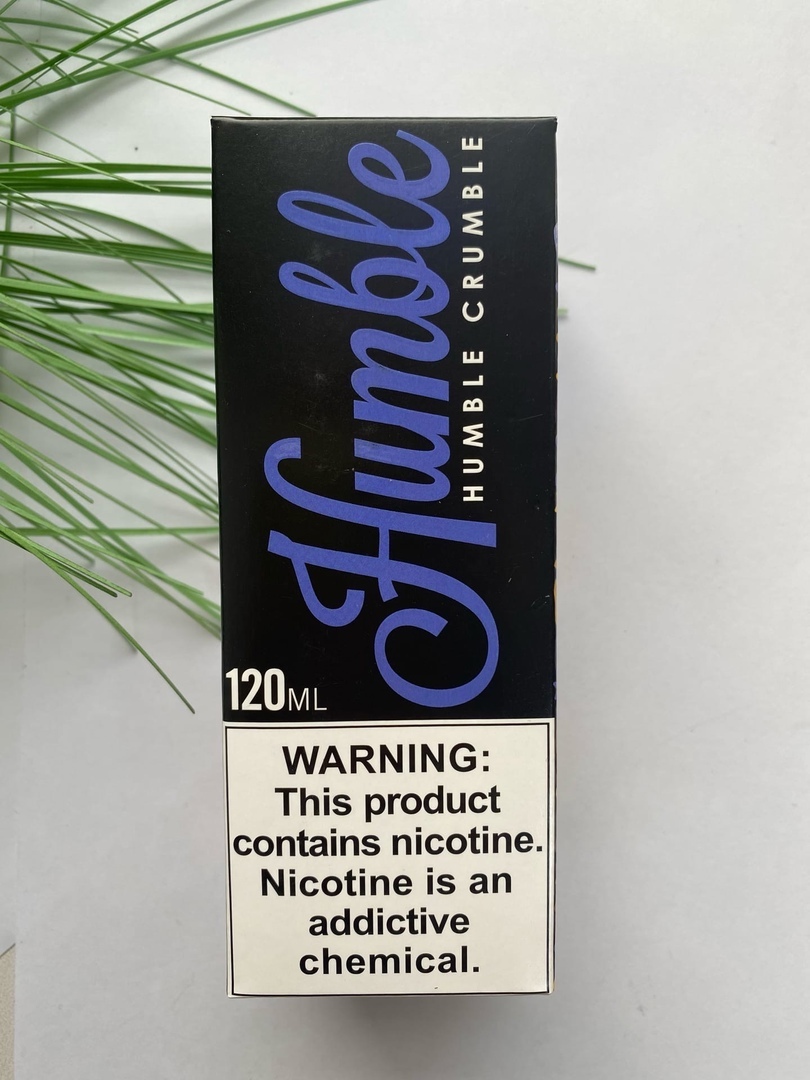 Humble
HUMBLE CRUMBLE
120ML
WARNING:
This product
contains nicotine.
Nicotine is an
addictive
chemical.